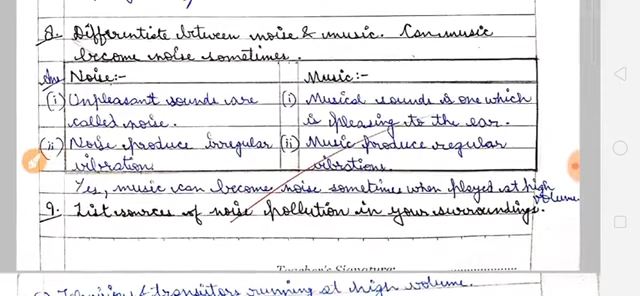 8. Differentiate between noise & music. Can music
become noise sometimes.
Ans Noise:- Music:-
(i) Unpleasant sounds are (i) Musical sounds is one which
called noise. is pleasing to the ear.
(ii) Noise produce irregular (ii) Music produce regular
vibration vibrations.
Yes, music can become noise sometimes when played at high
volume
9. List sources of noise pollution in your surroundings.
Teacher's Signature
Television & transistors running at high volume.